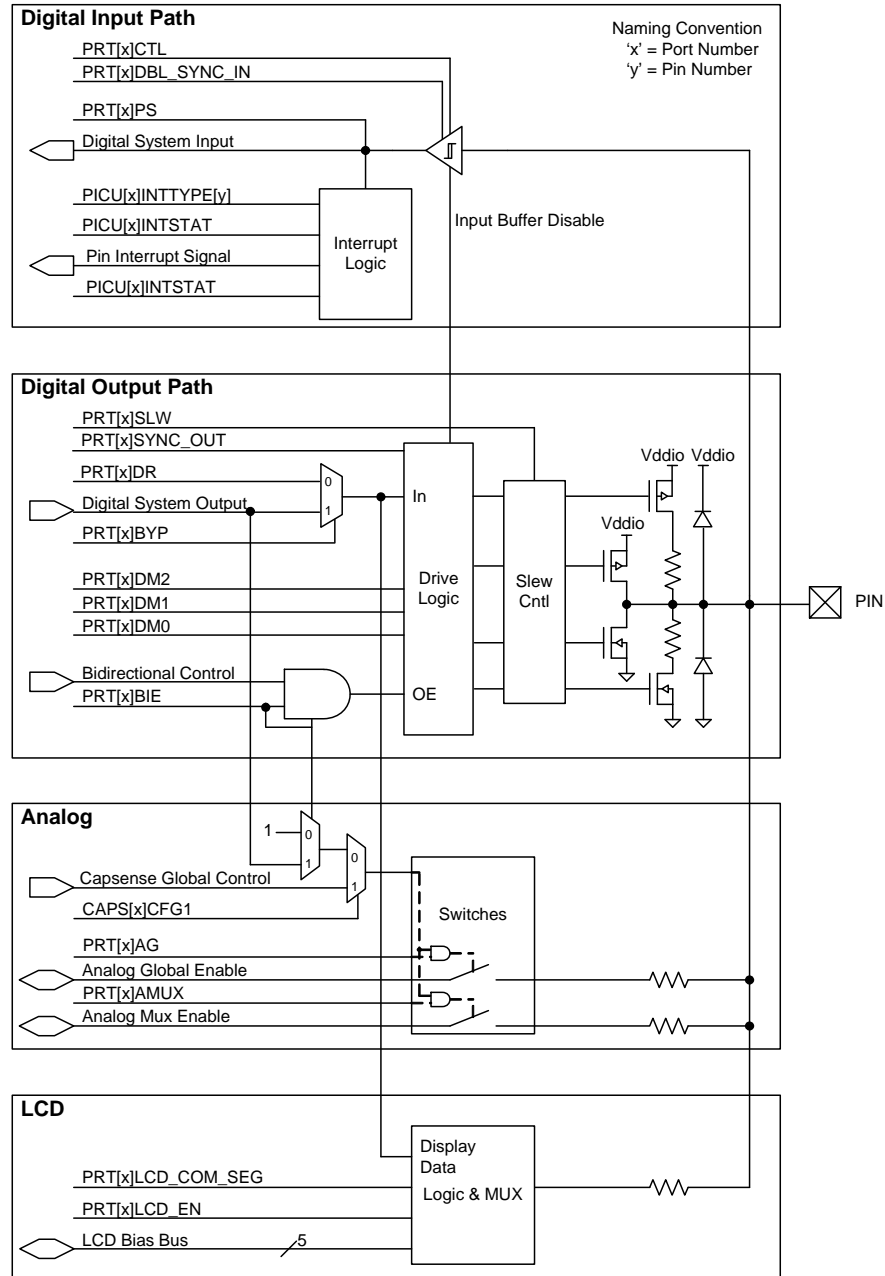 Digital Input Path
Naming Convention
'x' = Port Number
'y' = Pin Number
PRT[x]CTL
PRT[x]DBL_SYNC_IN
PRT[x]PS
Digital System Input
PICU[x]INTTYPE[y]
PICU[x]INTSTAT
Pin Interrupt Signal
PICU[x]INTSTAT
Interrupt
Logic
Input Buffer Disable
Digital Output Path
PRT[x]SLW
PRT[x]SYNC_OUT
PRT[x]DR
Digital System Output
PRT[x]BYP
0
1
PRT[x]DM2
PRT[x]DM1
PRT[x]DM0
Bidirectional Control
PRT[x]BIE
In
Drive
Logic
OE
Slew
Cntl
Vddio
Vddio
Vddio
PIN
Analog
1
0
1
0
1
Capsense Global Control
CAPS[x]CFG1
Switches
PRT[x]AG
Analog Global Enable
PRT[x]AMUX
Analog Mux Enable
LCD
Display
Data
Logic & MUX
PRT[x]LCD_COM_SEG
PRT[x]LCD_EN
LCD Bias Bus
5